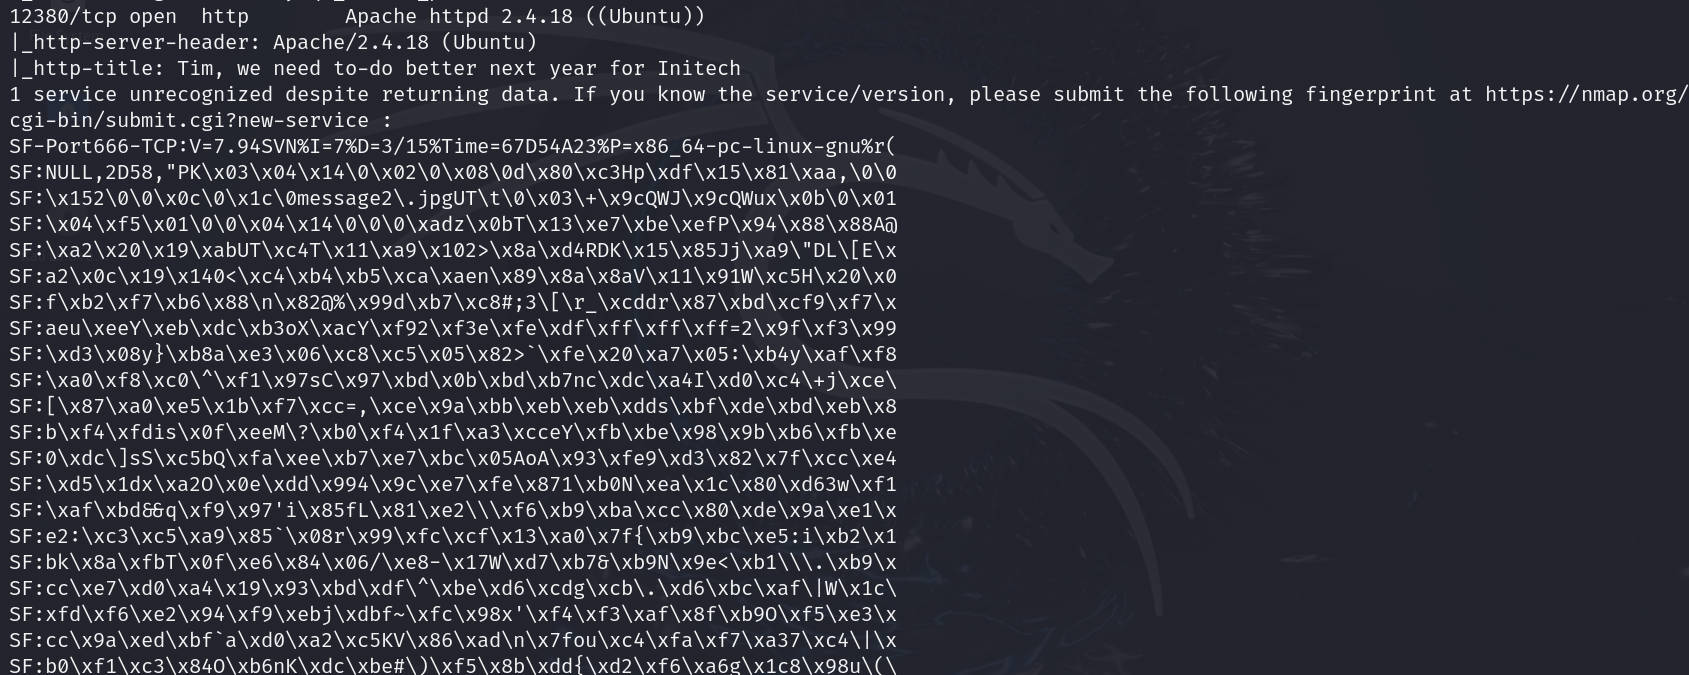 12380/tcp open  http        Apache httpd 2.4.18 ((Ubuntu))
|_http-server-header: Apache/2.4.18 (Ubuntu)
|_http-title: Tim, we need to-do better next year for Initech
1 service unrecognized despite returning data. If you know the service/version, please submit the following fingerprint at https://nmap.org/
cgi-bin/submit.cgi?new-service :
SF-Port666-TCP:V=7.94SVN%I=7%D=3/15%Time=67D54A23%P=x86_64-pc-linux-gnu%r(
SF:NULL,2D58,"PK\x03\x04\x14\0\x02\0\x08\0d\x80\xc3Hp\xdf\x15\x81\xaa,\0\0
SF:\x152\0\0\x0c\0\x1c\0message2\.jpgUT\t\0\x03\+\x9cQWJ\x9cQWux\x0b\0\x01
SF:\x04\xf5\x01\0\0\x04\x14\0\0\0\xadz\x0bT\x13\xe7\xbe\xefP\x94\x88\x88A@
SF:\xa2\x20\x19\xabUT\xc4T\x11\xa9\x102>\x8a\xd4RDK\x15\x85Jj\xa9\"DL\[E\x
SF:a2\x0c\x19\x140<\xc4\xb4\xb5\xca\xaen\x89\x8a\x8aV\x11\x91W\xc5H\x20\x0
SF:f\xb2\xf7\xb6\x88\n\x82@%\x99d\xb7\xc8#;3\[\r_\xcddr\x87\xbd\xcf9\xf7\x
SF:aeu\xeeY\xeb\xdc\xb3oX\xacY\xf92\xf3e\xfe\xdf\xff\xff\xff=2\x9f\xf3\x99
SF:\xd3\x08y}\xb8a\xe3\x06\xc8\xc5\x05\x82>`\xfe\x20\xa7\x05:\xb4y\xaf\xf8
SF:\xa0\xf8\xc0\^\xf1\x97sC\x97\xbd\x0b\xbd\xb7nc\xdc\xa4I\xd0\xc4\+j\xce\
SF:[\x87\xa0\xe5\x1b\xf7\xcc=,\xce\x9a\xbb\xeb\xeb\xdds\xbf\xde\xbd\xeb\x8
SF:b\xf4\xfdis\x0f\xeeM\?\xb0\xf4\x1f\xa3\xcceY\xfb\xbe\x98\x9b\xb6\xfb\xe
SF:0\xdc\]sS\xc5bQ\xfa\xee\xb7\xe7\xbc\x05AoA\x93\xfe9\xd3\x82\x7f\xcc\xe4
SF:\xd5\x1dx\xa2O\x0e\xdd\x994\x9c\xe7\xfe\x871\xb0N\xea\x1c\x80\xd63w\xf1
SF:\xaf\xbd&&q\xf9\x97'i\x85fL\x81\xe2\\\xf6\xb9\xba\xcc\x80\xde\x9a\xe1\x
SF:e2:\xc3\xc5\xa9\x85`\x08r\x99\xfc\xcf\x13\xa0\x7f{\xb9\xbc\xe5:i\xb2\x1
SF:bk\x8a\xfbT\x0f\xe6\x84\x06/\xe8-\x17W\xd7\xb7&\xb9N\x9e<\xb1\\\.\xb9\x
SF:cc\xe7\xd0\xa4\x19\x93\xbd\xdf\^\xbe\xd6\xcdg\xcb\.\xd6\xbc\xaf\|W\x1c\
SF:xfd\xf6\xe2\x94\xf9\xebj\xdbf~\xfc\x98x'\xf4\xf3\xaf\x8f\xb9O\xf5\xe3\x
SF:cc\x9a\xed\xbf`a\xd0\xa2\xc5KV\x86\xad\n\x7fou\xc4\xfa\xf7\xa37\xc4\|\x
SF:b0\xf1\xc3\x84O\xb6nK\xdc\xbe#\)\xf5\x8b\xdd{\xd2\xf6\xa6g\x1c8\x98u\(\